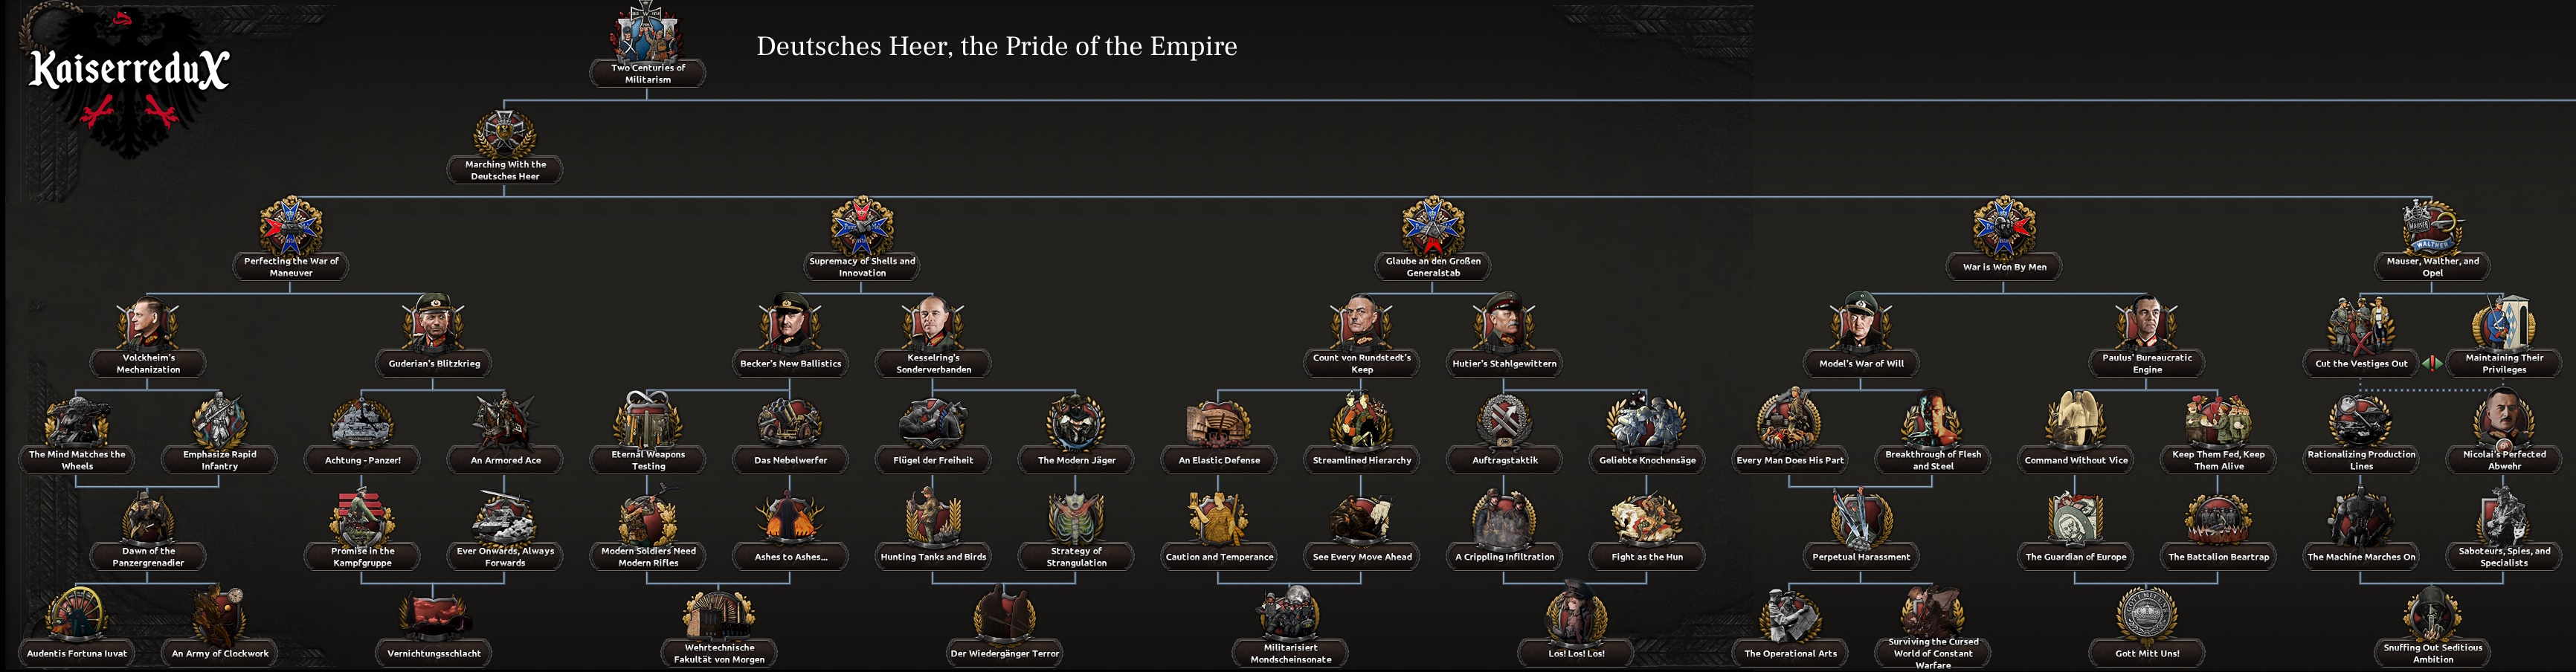 KaiserreduX
Deutsches Heer, the Pride of the Empire
Two Centuries of
Militarism
Marching With the
Deutsches Heer
Perfecting the War of
Maneuver
Supremacy of Shells and
Innovation
Glaube an den Großen
Generalstab
War is Won By Men
MAUSER
WALTHER
Mauser, Walther, and
Opel
Volckheim's
Mechanization
Guderian's Blitzkrieg
Becker's New Ballistics
Kesselring's
Sonderverbanden
Count von Rundstedt's
Keep
Hutier's Stahlgewittern
Model's War of Will
Paulus' Bureaucratic
Engine
Cut the Vestiges Out
Maintaining Their
Privileges
The Mind Matches the
Wheels
Emphasize Rapid
Infantry
Achtung - Panzer!
An Armored Ace
Eternal Weapons
Testing
Das Nebelwerfer
Flügel der Freiheit
The Modern Jäger
An Elastic Defense
Streamlined Hierarchy
Auftragstaktik
Geliebte Knochensäge
Every Man Does His Part
Breakthrough of Flesh
and Steel
Command Without Vice
Keep Them Fed, Keep
Them Alive
Rationalizing Production
Lines
Nicolai's Perfected
Abwehr
Dawn of the
Panzergrenadier
Promise in the
Kampfgruppe
Ever Onwards, Always
Forwards
Modern Soldiers Need
Modern Rifles
Ashes to Ashes...
Hunting Tanks and Birds
Strategy of
Strangulation
Caution and Temperance
See Every Move Ahead
A Crippling Infiltration
Fight as the Hun
Perpetual Harassment
The Guardian of Europe
The Battalion Beartrap
The Machine Marches On
Saboteurs, Spies, and
Specialists
Audentis Fortuna Iuvat
An Army of Clockwork
Vernichtungsschlacht
Wehrtechnische
Fakultät von Morgen
Der Wiedergänger Terror
Militarisiert
Mondscheinsonate
Los! Los! Los!
The Operational Arts
Surviving the Cursed
World of Constant
Warfare
GOTT MIT UNS
Gott Mitt Uns!
Snuffing Out Seditious
Ambition